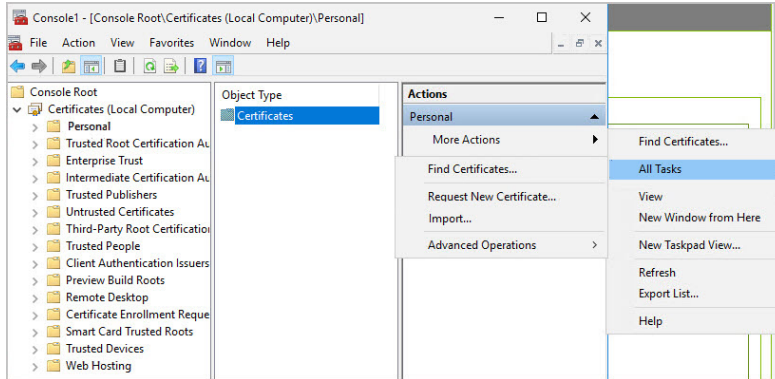 Console1 - [Console Root\Certificates (Local Computer)\Personal]
File Action View Favorites Window Help
Console Root
Certificates (Local Computer)
Personal
Trusted Root Certification Au
Enterprise Trust
Intermediate Certification Au
Trusted Publishers
Untrusted Certificates
Third-Party Root Certification
Trusted People
Client Authentication Issuers
Preview Build Roots
Remote Desktop
Certificate Enrollment Reque
Smart Card Trusted Roots
Trusted Devices
Web Hosting
Object Type
Certificates
Actions
Personal
More Actions
Find Certificates...
Request New Certificate...
Import...
Advanced Operations
Find Certificates...
All Tasks
View
New Window from Here
New Taskpad View...
Refresh
Export List...
Help